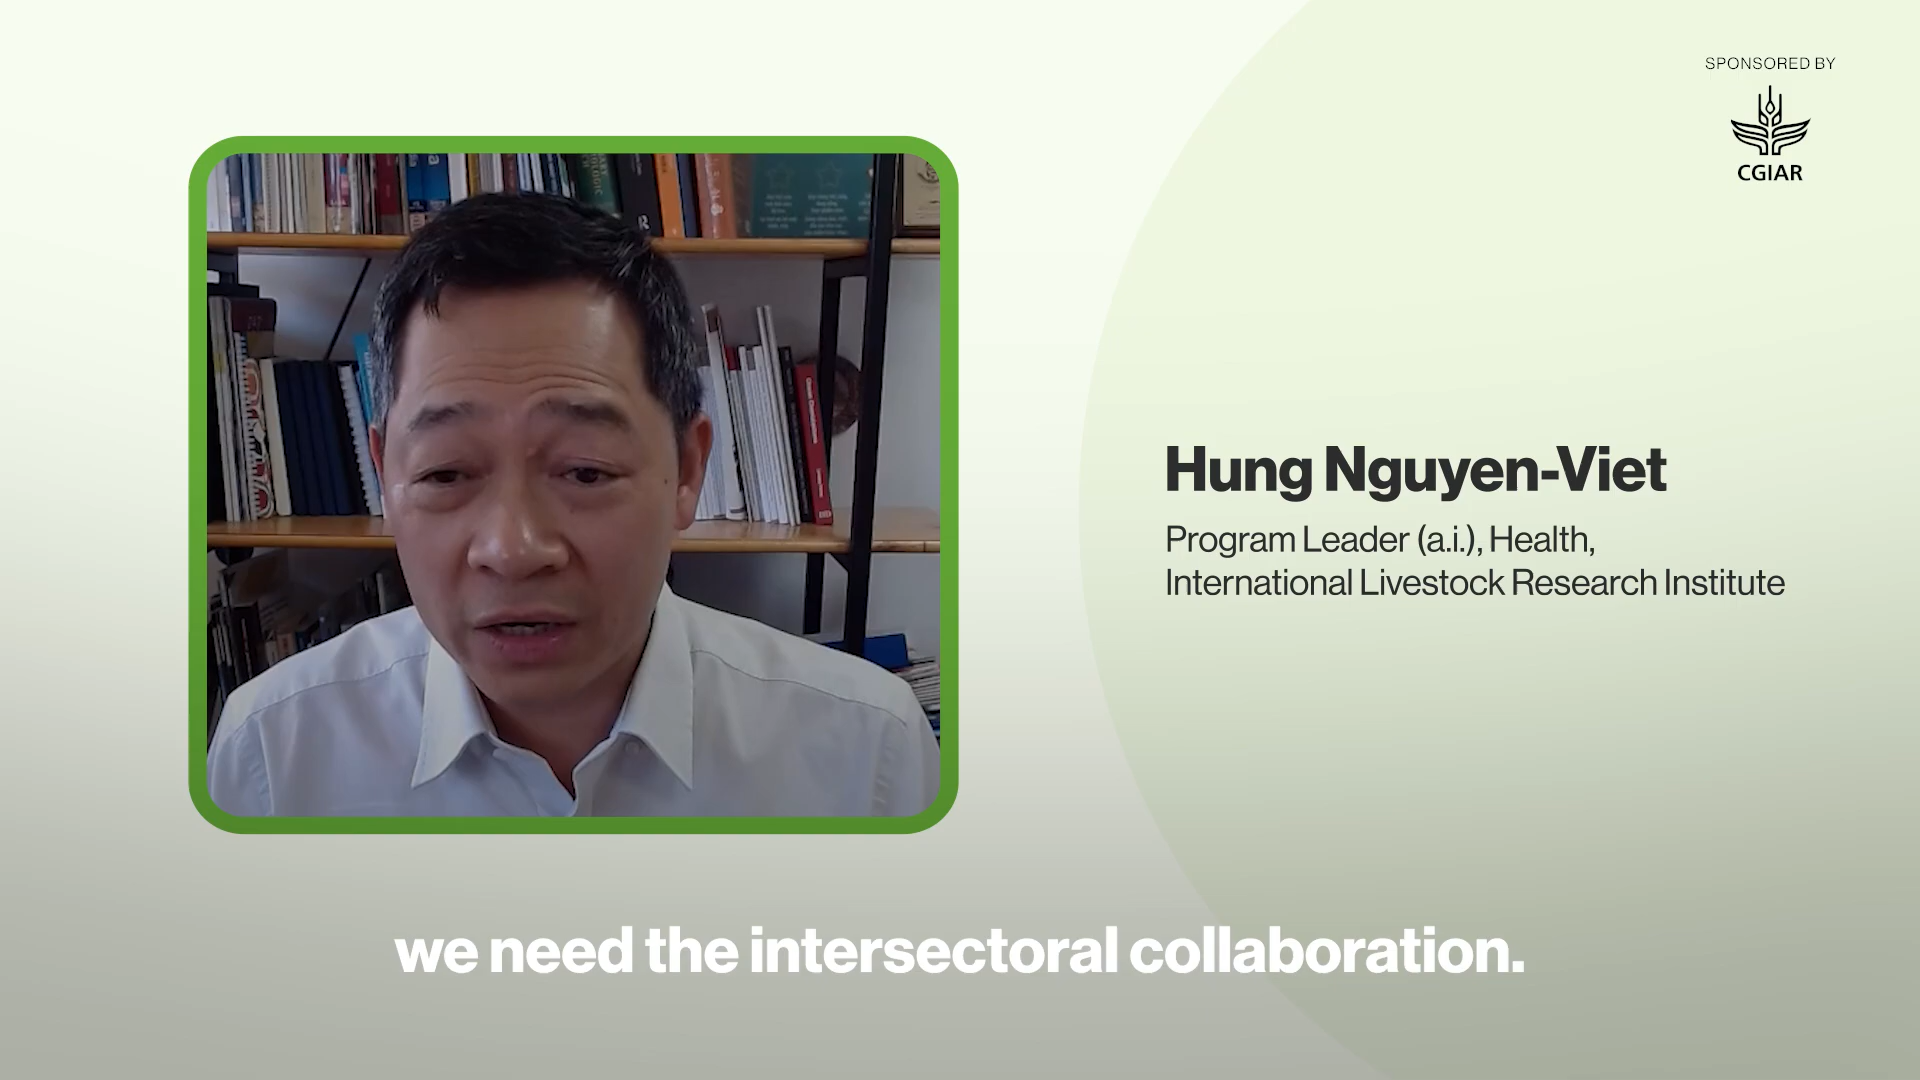 SPONSORED BY
CGIAR
Hung Nguyen-Viet
Program Leader (a.i.), Health,
International Livestock Research Institute
we need the intersectoral collaboration.